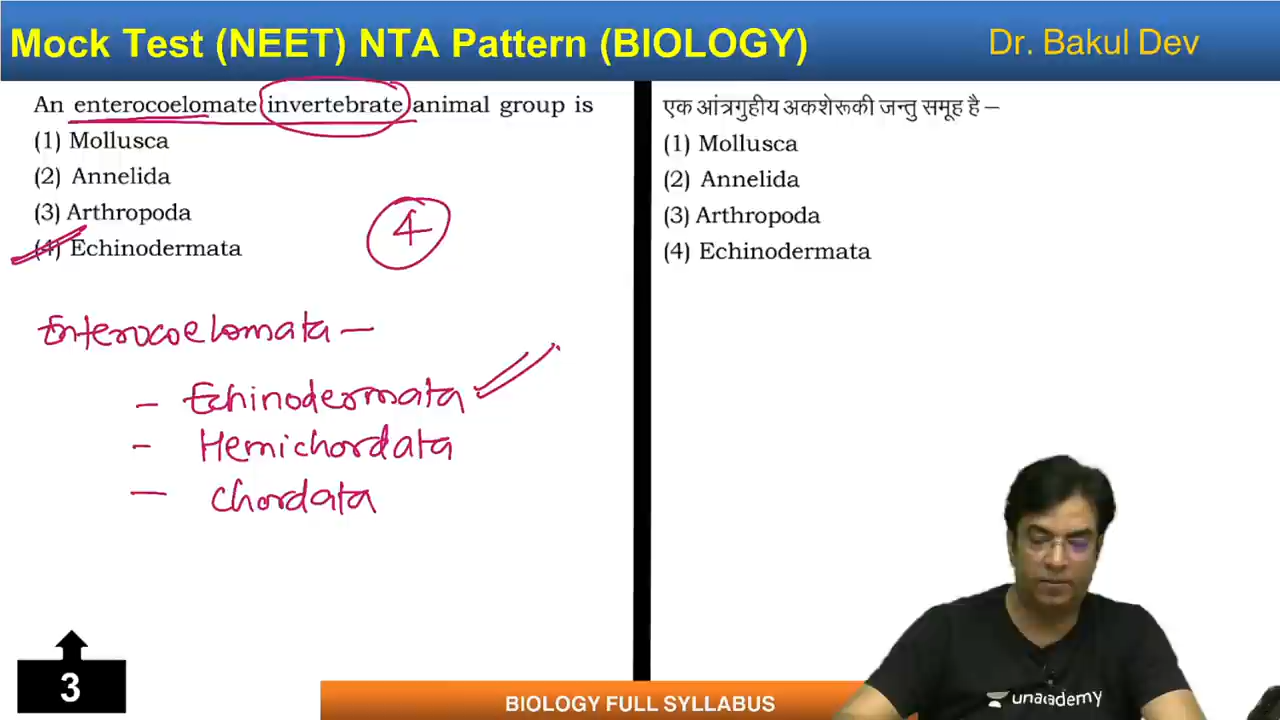 Mock Test (NEET) NTA Pattern (BIOLOGY)
Dr. Bakul Dev
An enterocoelomate invertebrate animal group is
(1) Mollusca
(2) Annelida
(3) Arthropoda
(4) Echinodermata
4
Enterocoelomata —
- Echinodermata
- Hemichordata
- Chordata
एक आंत्रगुहीय अकशेरूकी जन्तु समूह है –
(1) Mollusca
(2) Annelida
(3) Arthropoda
(4) Echinodermata
3
BIOLOGY FULL SYLLABUS
unacademy